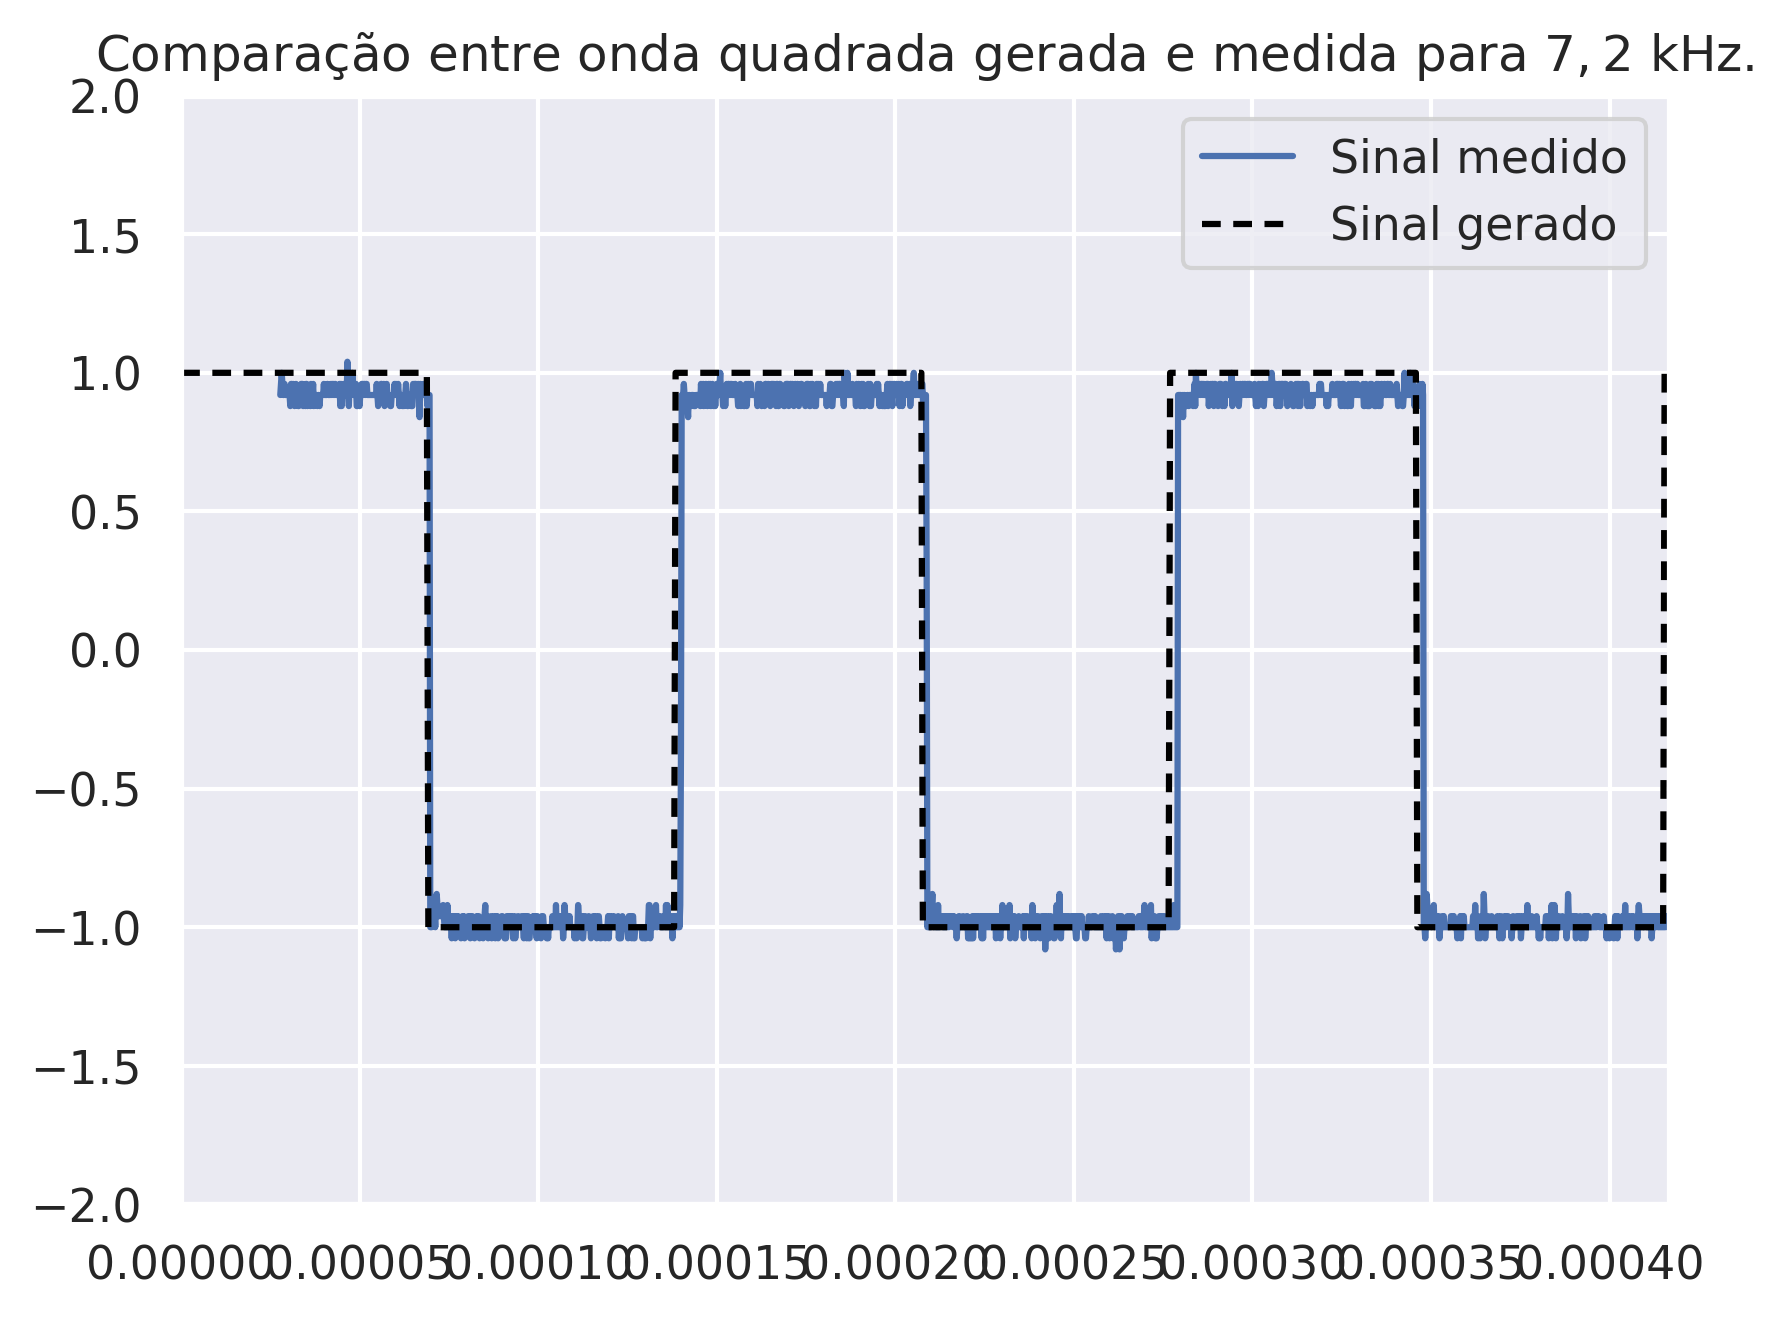 Comparação entre onda quadrada gerada e medida para 7, 2 kHz.
2.0
1.5
1.0
0.5
0.0
−0.5
−1.0
−1.5
−2.0
Sinal medido
Sinal gerado
0.00000 0.00005 0.00010 0.00015 0.00020 0.00025 0.00030 0.00035 0.00040